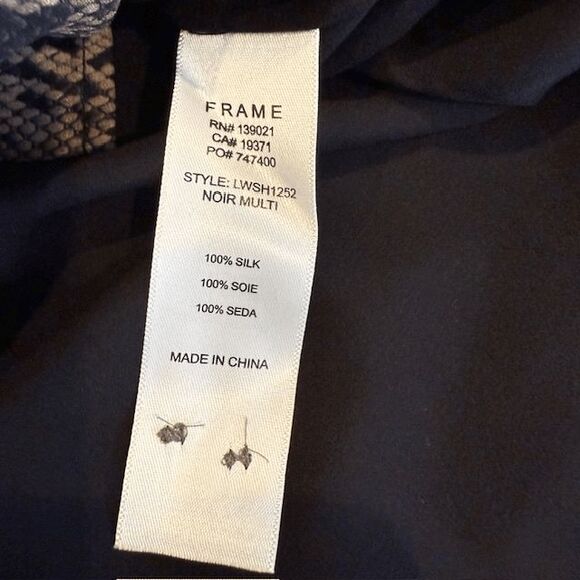 FRAME
RN# 139021
CA# 19371
PO# 747400
STYLE: LWSH1252
NOIR MULTI
100% SILK
100% SOIE
100% SEDA
MADE IN CHINA